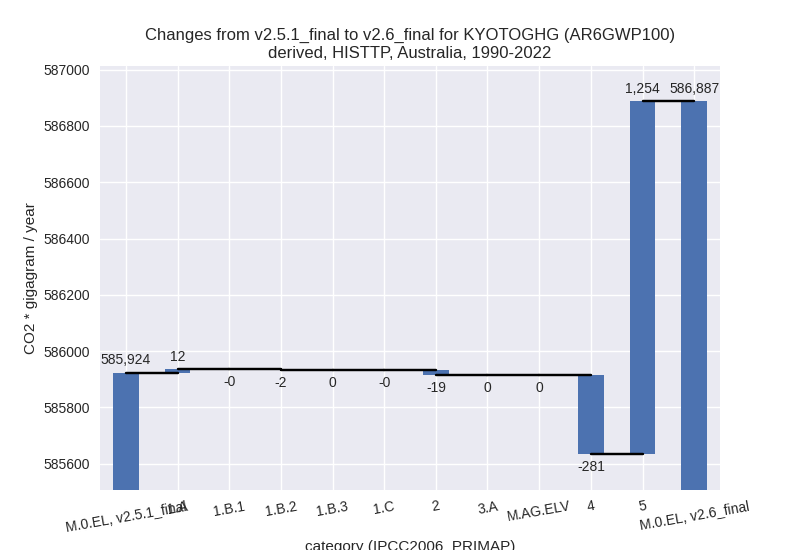 Changes from v2.5.1_final to v2.6_final for KYOTOGHG (AR6GWP100)
derived, HISTTP, Australia, 1990-2022
CO2 * gigagram / year
587000
586800
586600
586400
586200
586000
585800
585600
585,924
12
-0
-2
0
-0
-19
0
0
-281
1,254
586,887
M.0.EL, v2.5.1_final
1.A
1.B.1
1.B.2
1.B.3
1.C
2
3.A
M.AG.ELV
4
5
M.0.EL, v2.6_final
category (IPCC2006_PRIMAP)